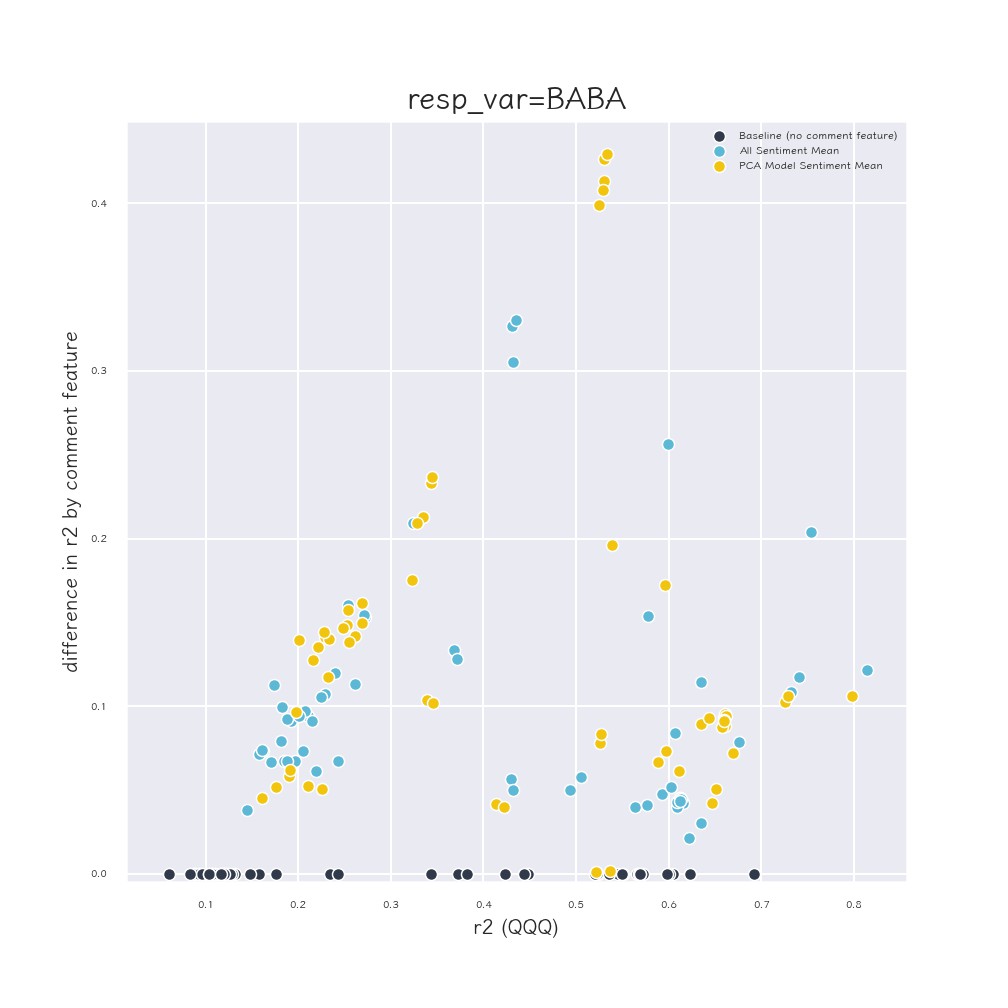 resp_var=BABA
Baseline (no comment feature)
All Sentiment Mean
PCA Model Sentiment Mean
difference in r2 by comment feature
0.4
0.3
0.2
0.1
0.0
0.1 0.2 0.3 0.4 0.5 0.6 0.7 0.8
r2 (QQQ)